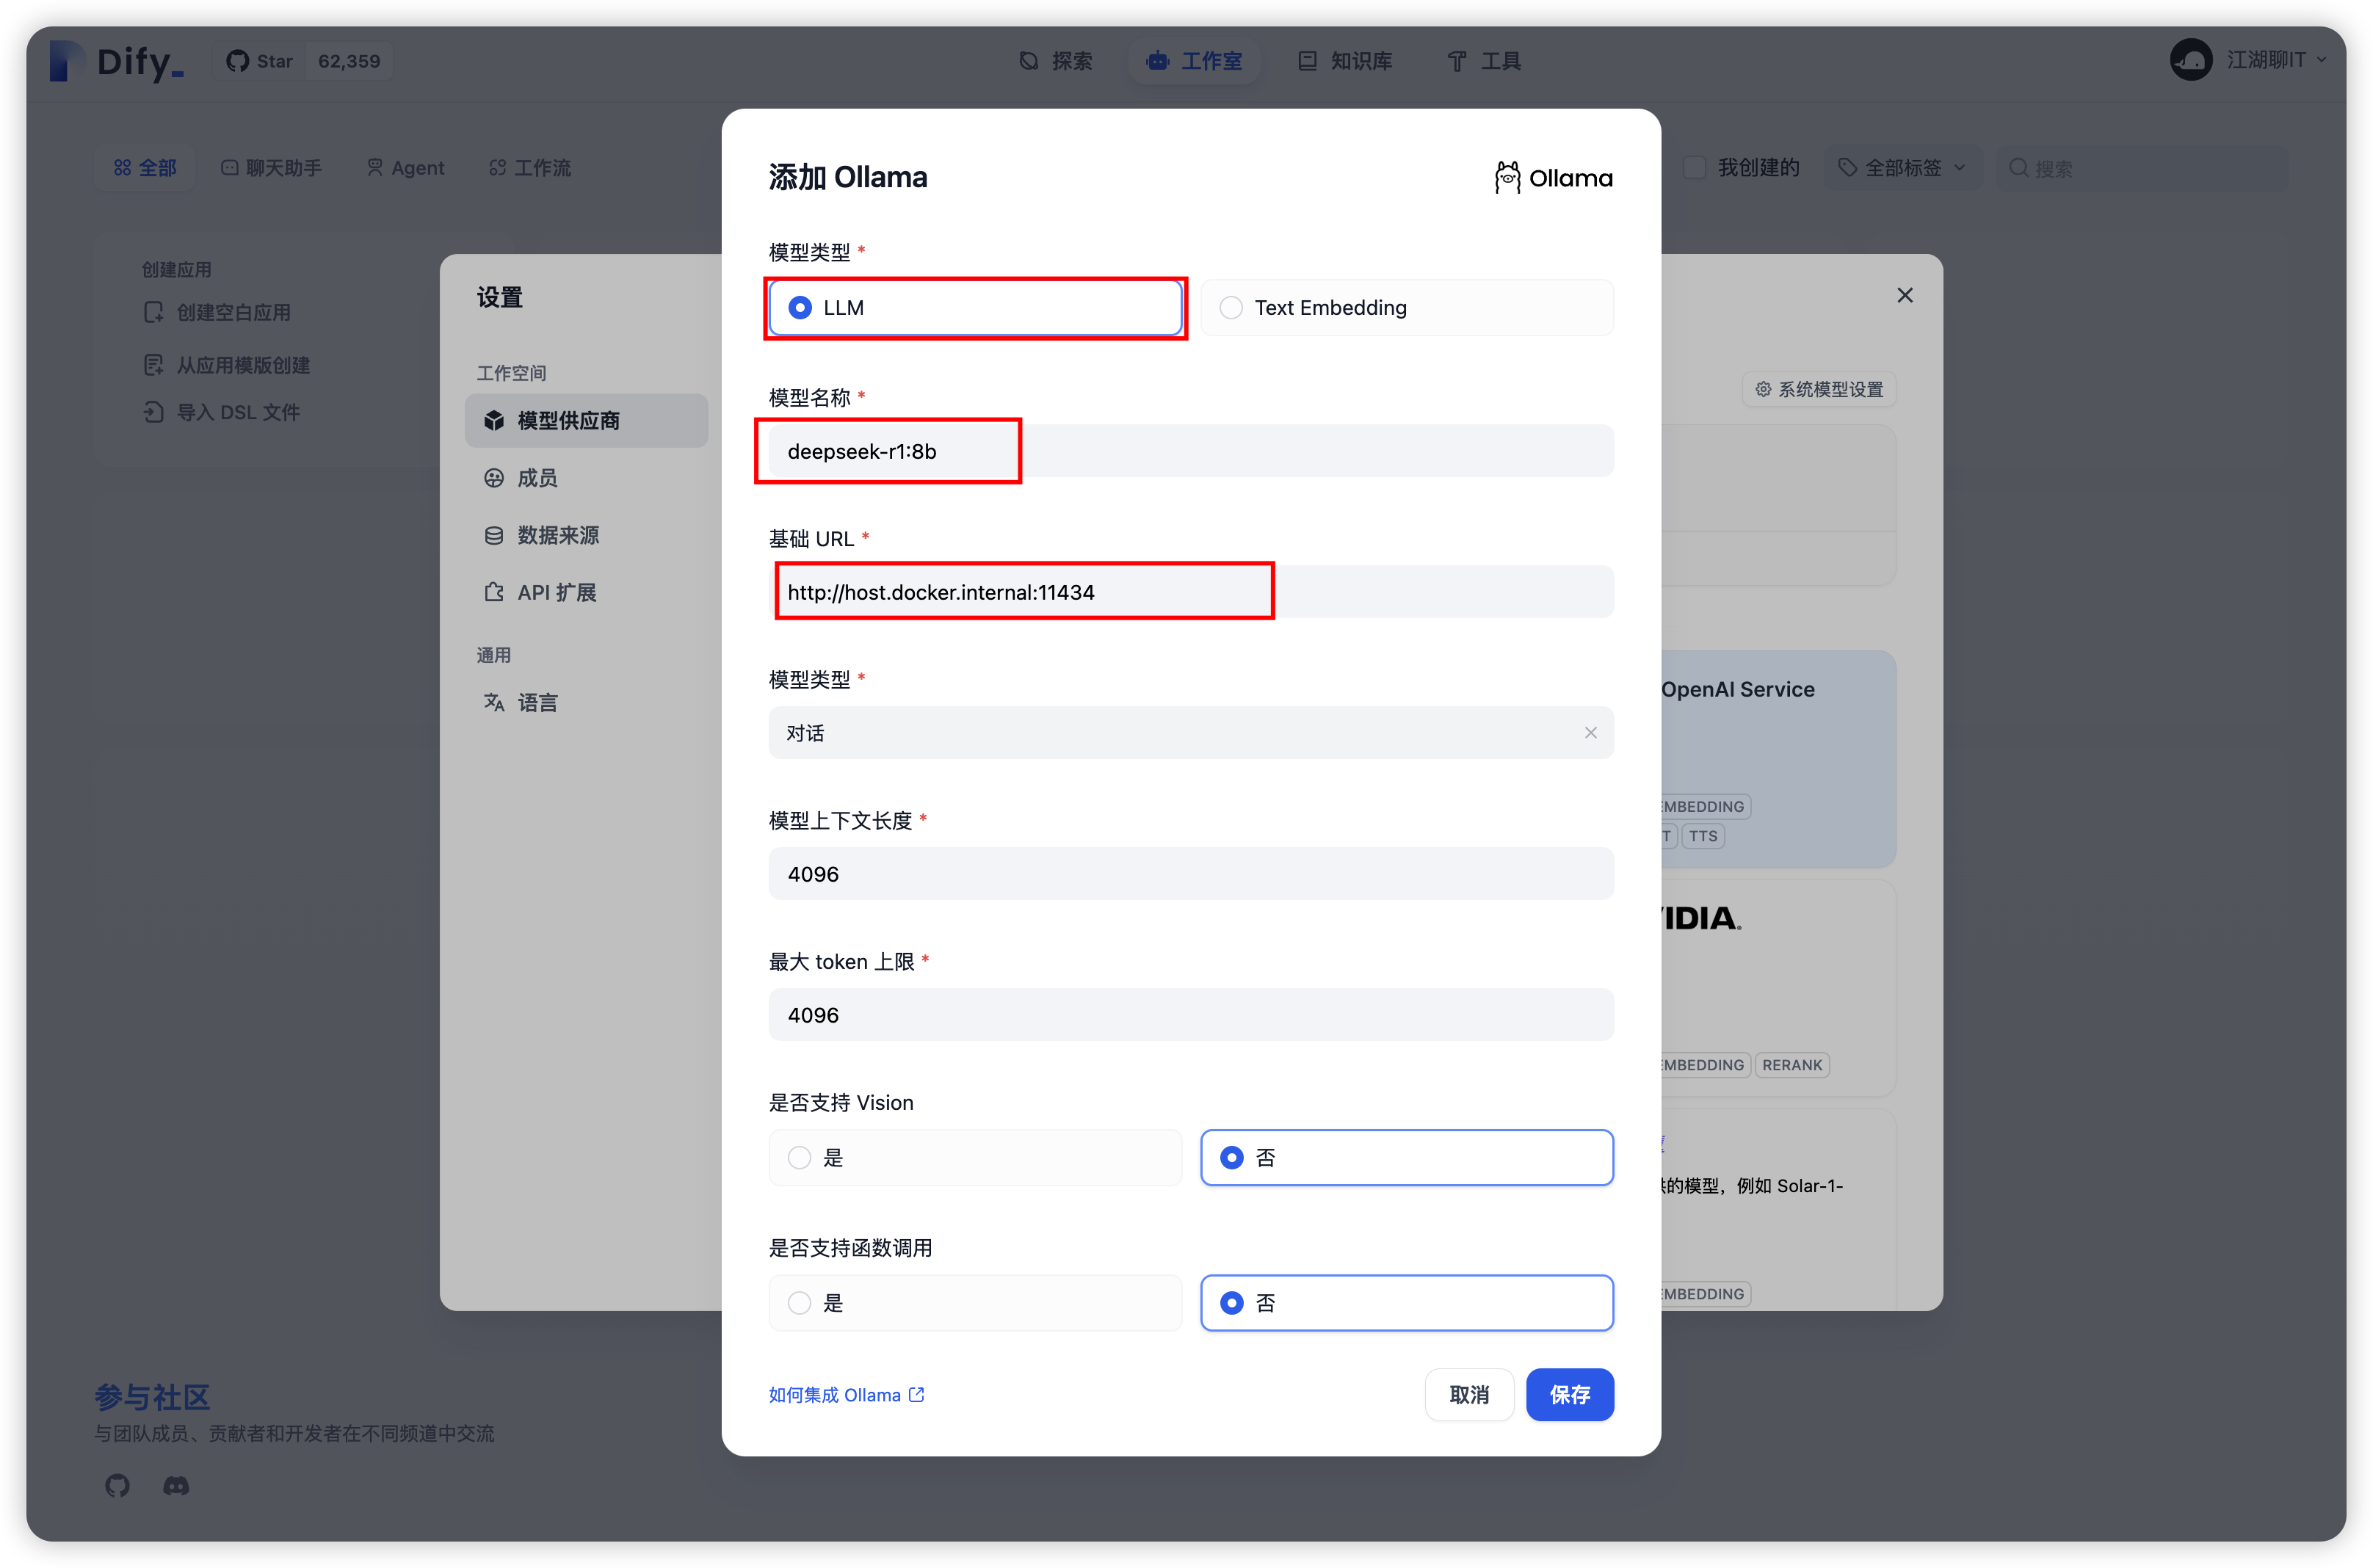 Dify_
Star 62,359
探索 工作室 知识库 工具
江湖聊IT
全部 聊天助手 Agent 工作流
我创建的 全部标签 搜索
创建应用
创建空白应用
从应用模版创建
导入 DSL 文件
参与社区
与团队成员、贡献者和开发者在不同频道中交流
设置
工作空间
模型供应商
成员
数据来源
API 扩展
通用
语言
系统模型设置
OpenAI Service
EMBEDDING
T TTS
VIDIA.
EMBEDDING RERANK
的模型，例如 Solar-1-
EMBEDDING
添加 Ollama
Ollama
模型类型 *
LLM Text Embedding
模型名称 *
deepseek-r1:8b
基础 URL *
http://host.docker.internal:11434
模型类型 *
对话
模型上下文长度 *
4096
最大 token 上限 *
4096
是否支持 Vision
是 否
是否支持函数调用
是 否
如何集成 Ollama
取消 保存